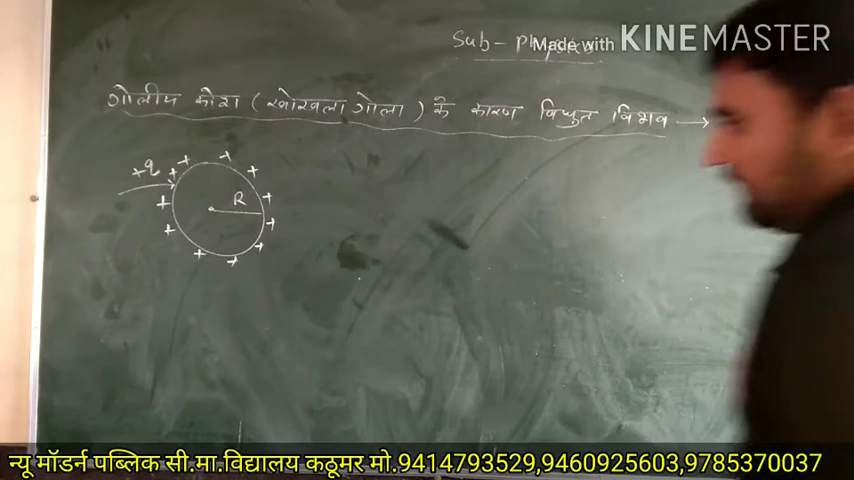 Sub - Physics
Made with KINEMASTER
गोलीय कोश ( खोखला गोला ) के कारण विद्युत विभव →
+q
R
न्यू मॉडर्न पब्लिक सी.मा.विद्यालय कठूमर मो.9414793529,9460925603,9785370037